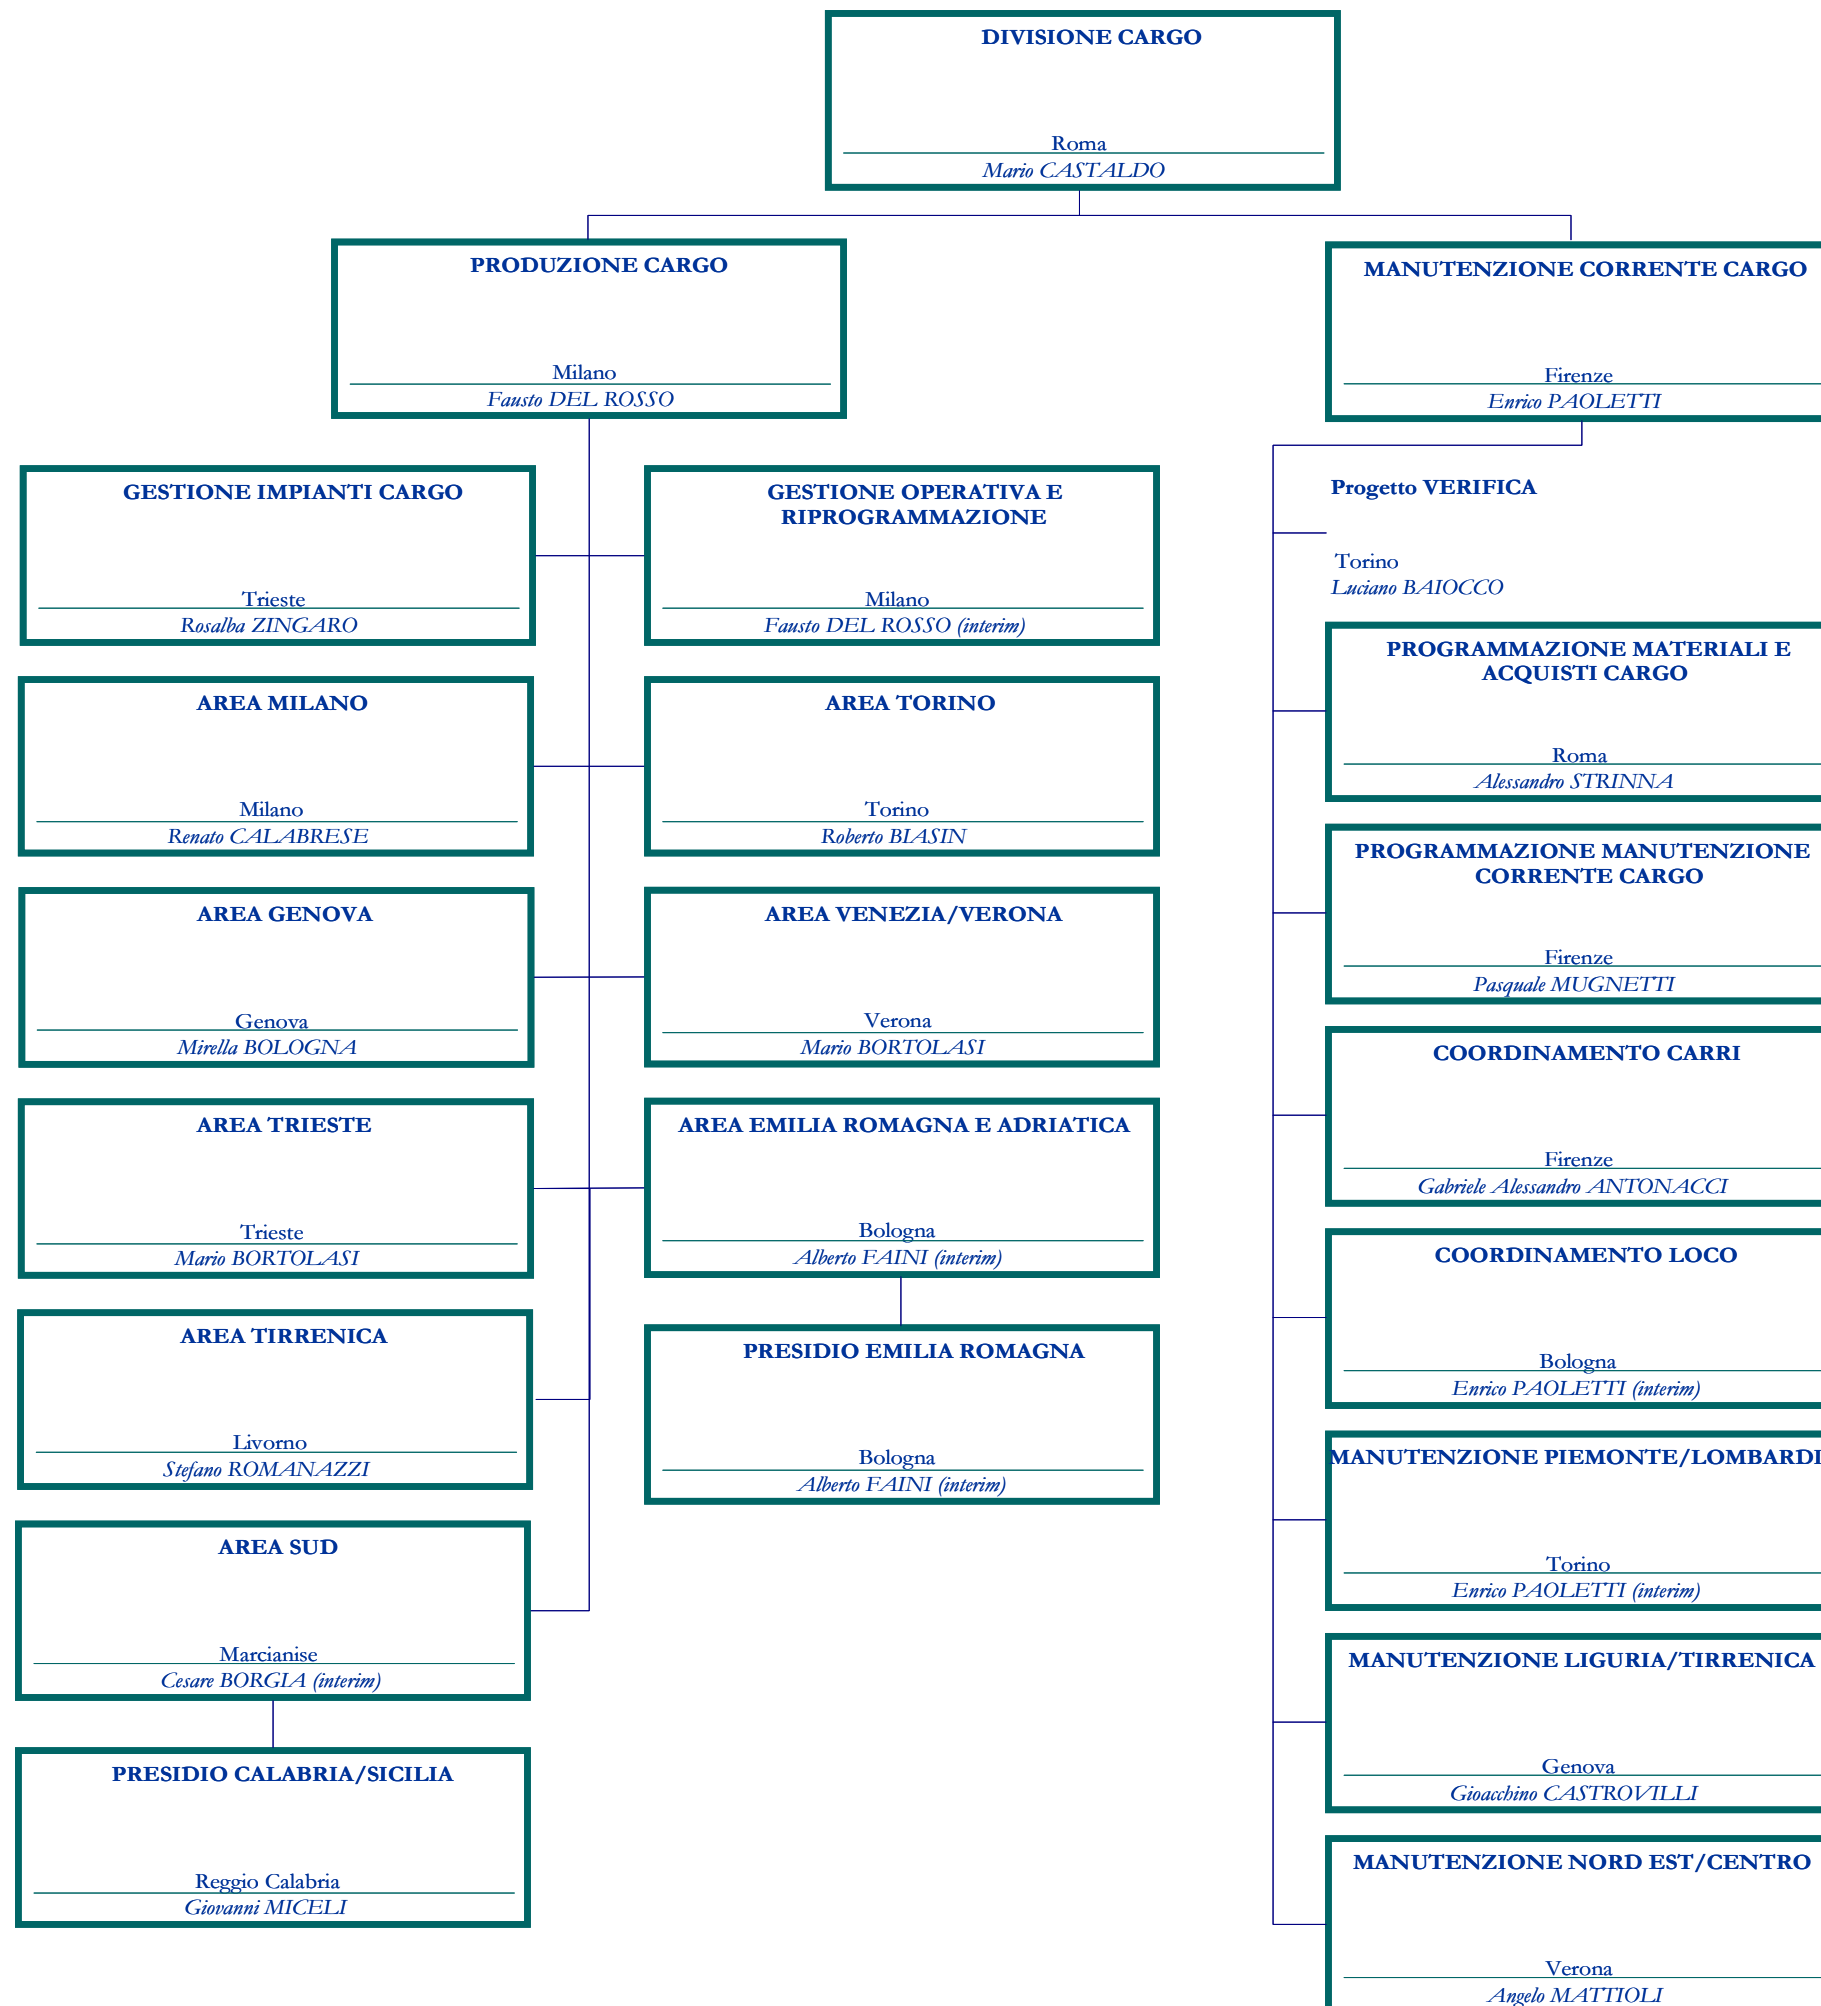 DIVISIONE CARGO
Roma
Mario CASTALDO
PRODUZIONE CARGO
Milano
Fausto DEL ROSSO
MANUTENZIONE CORRENTE CARGO
Firenze
Enrico PAOLETTI
GESTIONE IMPIANTI CARGO
Trieste
Rosalba ZINGARO
GESTIONE OPERATIVA E
RIPROGRAMMAZIONE
Milano
Fausto DEL ROSSO (interim)
Progetto VERIFICA
Torino
Luciano BAIOCCO
AREA MILANO
Milano
Renato CALABRESE
AREA TORINO
Torino
Roberto BIASIN
PROGRAMMAZIONE MATERIALI E
ACQUISTI CARGO
Roma
Alessandro STRINNA
AREA GENOVA
Genova
Mirella BOLOGNA
AREA VENEZIA/VERONA
Verona
Mario BORTOLASI
PROGRAMMAZIONE MANUTENZIONE
CORRENTE CARGO
Firenze
Pasquale MUGNETTI
AREA TRIESTE
Trieste
Mario BORTOLASI
AREA EMILIA ROMAGNA E ADRIATICA
Bologna
Alberto FAINI (interim)
COORDINAMENTO CARRI
Firenze
Gabriele Alessandro ANTONACCI
AREA TIRRENICA
Livorno
Stefano ROMANAZZI
PRESIDIO EMILIA ROMAGNA
Bologna
Alberto FAINI (interim)
COORDINAMENTO LOCO
Bologna
Enrico PAOLETTI (interim)
AREA SUD
Marcianise
Cesare BORGIA (interim)
MANUTENZIONE PIEMONTE/LOMBARDI
Torino
Enrico PAOLETTI (interim)
PRESIDIO CALABRIA/SICILIA
Reggio Calabria
Giovanni MICELI
MANUTENZIONE LIGURIA/TIRRENICA
Genova
Gioacchino CASTROVILLI
MANUTENZIONE NORD EST/CENTRO
Verona
Angelo MATTIOLI